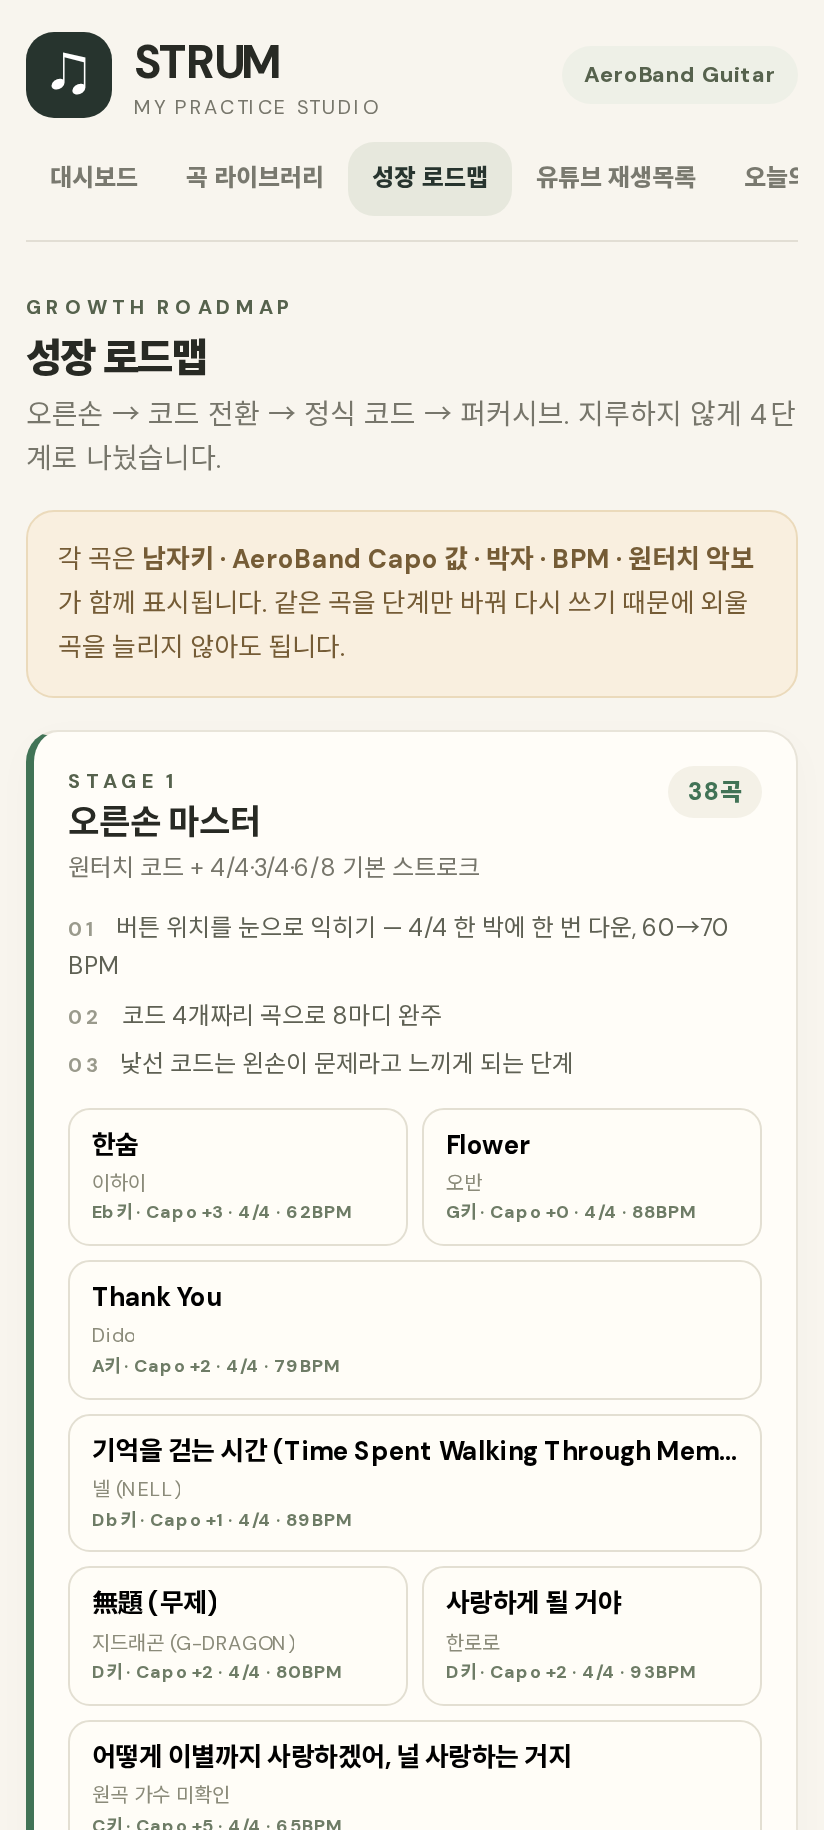 STRUM
MY PRACTICE STUDIO
AeroBand Guitar
대시보드 곡 라이브러리 성장 로드맵 유튜브 재생목록 오늘의
GROWTH ROADMAP
성장 로드맵
오른손 → 코드 전환 → 정식 코드 → 퍼커시브. 지루하지 않게 4단
계로 나눴습니다.
각 곡은 남자키 · AeroBand Capo 값 · 박자 · BPM · 원터치 악보
가 함께 표시됩니다. 같은 곡을 단계만 바꿔 다시 쓰기 때문에 외울
곡을 늘리지 않아도 됩니다.
STAGE 1
38곡
오른손 마스터
원터치 코드 + 4/4·3/4·6/8 기본 스트로크
01 버튼 위치를 눈으로 익히기 — 4/4 한 박에 한 번 다운, 60→70
BPM
02 코드 4개짜리 곡으로 8마디 완주
03 낯선 코드는 왼손이 문제라고 느끼게 되는 단계
한숨
이하이
Eb키 · Capo +3 · 4/4 · 62BPM
Flower
오반
G키 · Capo +0 · 4/4 · 88BPM
Thank You
Dido
A키 · Capo +2 · 4/4 · 79BPM
기억을 걷는 시간 (Time Spent Walking Through Mem...
넬 (NELL)
Db키 · Capo +1 · 4/4 · 89BPM
無題 (무제)
지드래곤 (G-DRAGON)
D키 · Capo +2 · 4/4 · 80BPM
사랑하게 될 거야
한로로
D키 · Capo +2 · 4/4 · 93BPM
어떻게 이별까지 사랑하겠어, 널 사랑하는 거지
원곡 가수 미확인
C키 · Capo +5 · 4/4 · 65BPM